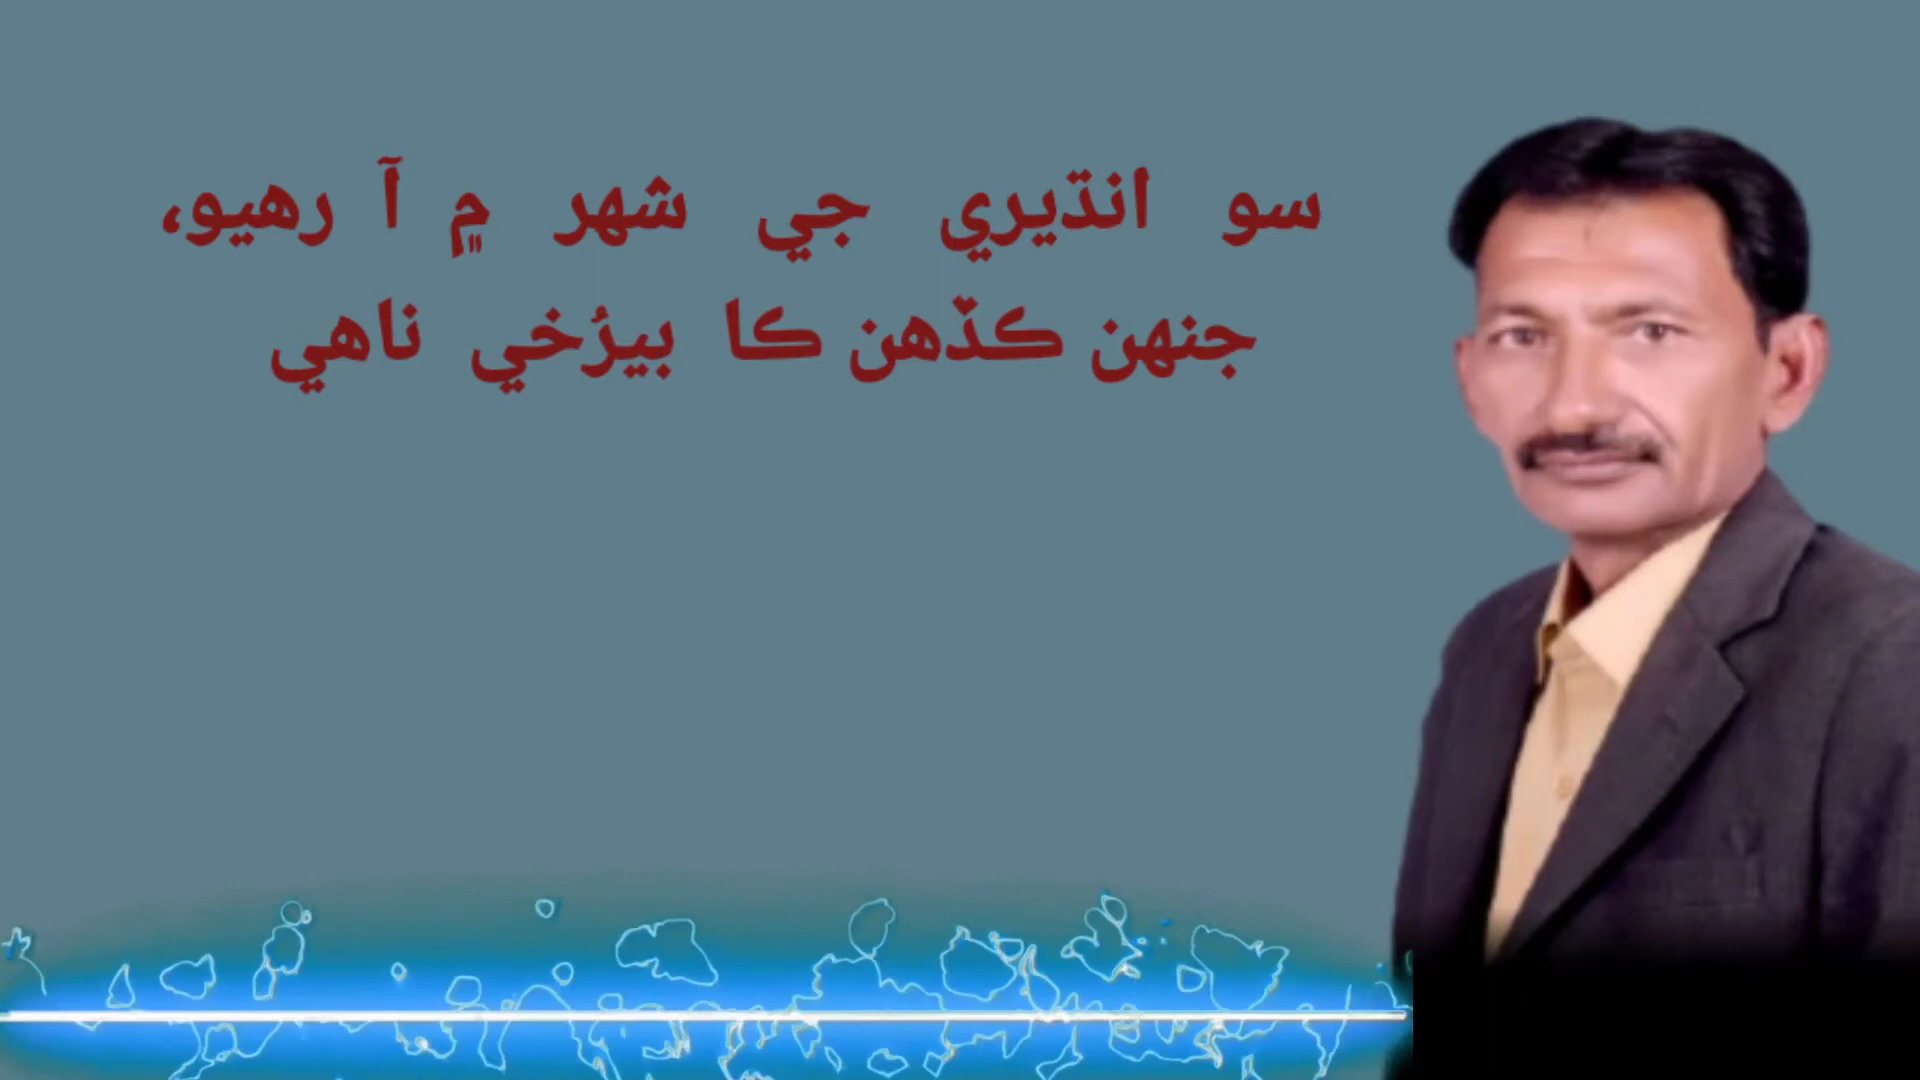 سو انڌيري جي شهر ۾ آ رهيو،
جنهن ڪڏهن ڪا بيرُخي ناهي